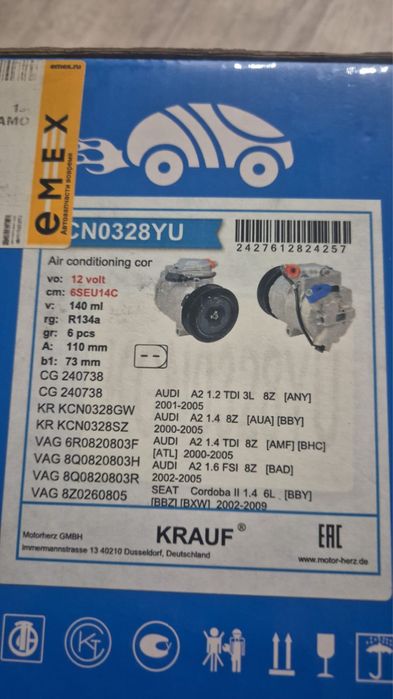 emex.ru
emex
Автозапчасти вовремя
CN0328YU
2427612824257
Air conditioning cor
vo: 12 volt
cm: 6SEU14C
v: 140 ml
rg: R134a
gr: 6 pcs
A: 110 mm
b1: 73 mm
CG 240738
CG 240738
KR KCN0328GW
KR KCN0328SZ
VAG 6R0820803F
VAG 8Q0820803H
VAG 8Q0820803R
VAG 8Z0260805
AUDI A2 1.2 TDI 3L 8Z [ANY]
2001-2005
AUDI A2 1.4 8Z [AUA] [BBY]
2000-2005
AUDI A2 1.4 TDI 8Z [AMF] [BHC]
[ATL] 2000-2005
AUDI A2 1.6 FSI 8Z [BAD]
2002-2005
SEAT Cordoba II 1.4 6L [BBY]
[BBZ] [BXW] 2002-2009
Motorherz GMBH
Immermannstrasse 13 40210 Dusseldorf, Deutschland
KRAUF ®
EAC
www.motor-herz.de